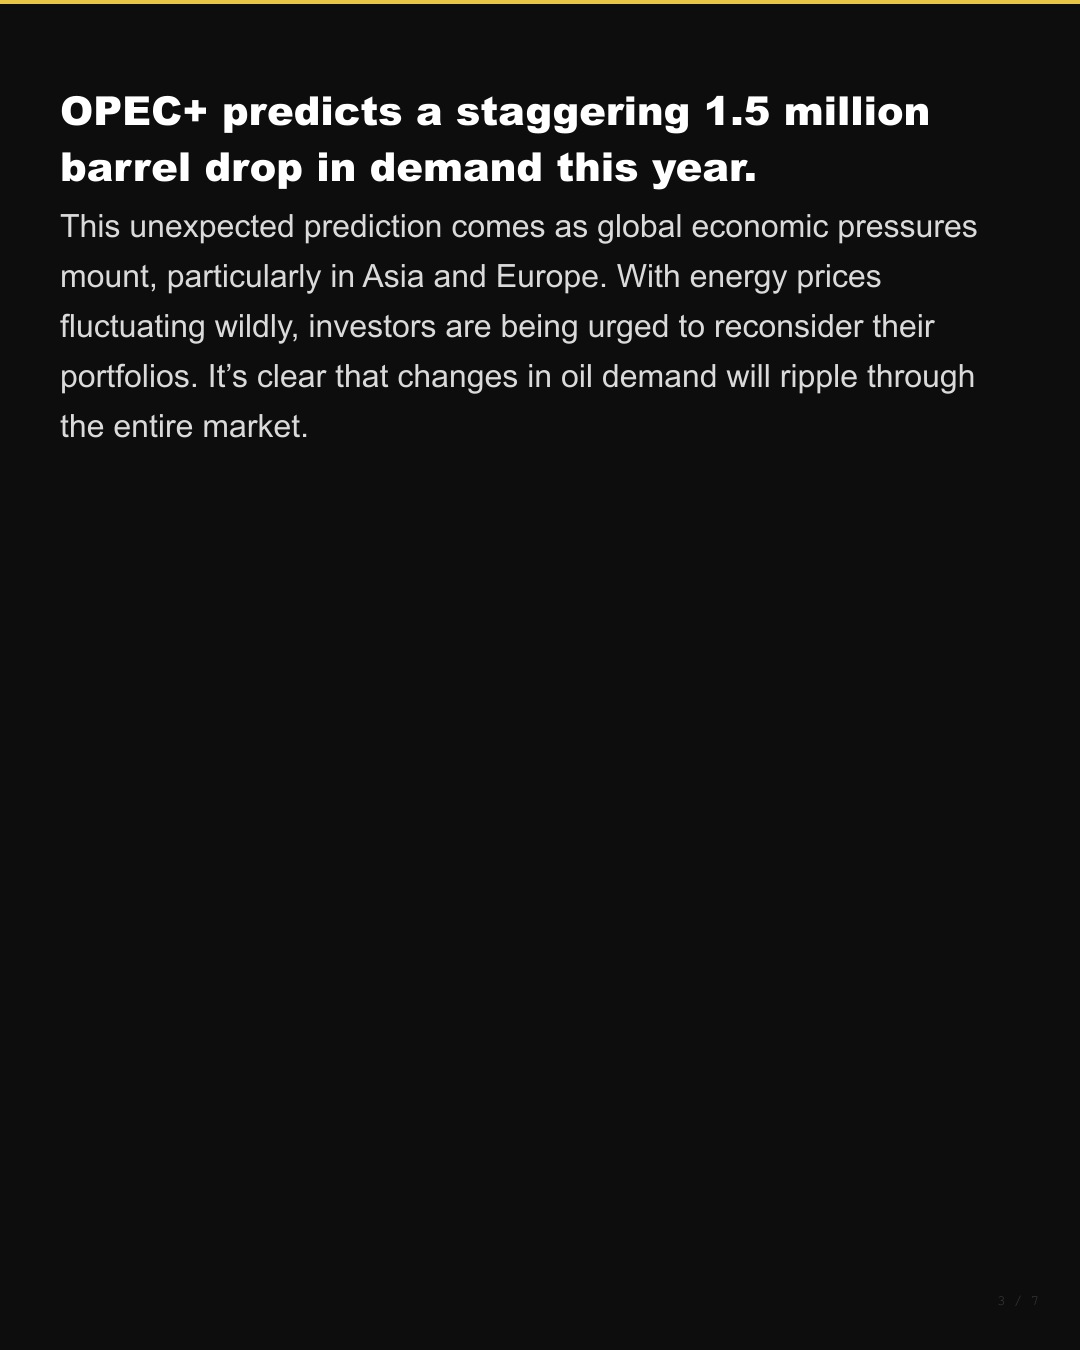 OPEC+ predicts a staggering 1.5 million
barrel drop in demand this year.
This unexpected prediction comes as global economic pressures
mount, particularly in Asia and Europe. With energy prices
fluctuating wildly, investors are being urged to reconsider their
portfolios. It’s clear that changes in oil demand will ripple through
the entire market.
3 / 7